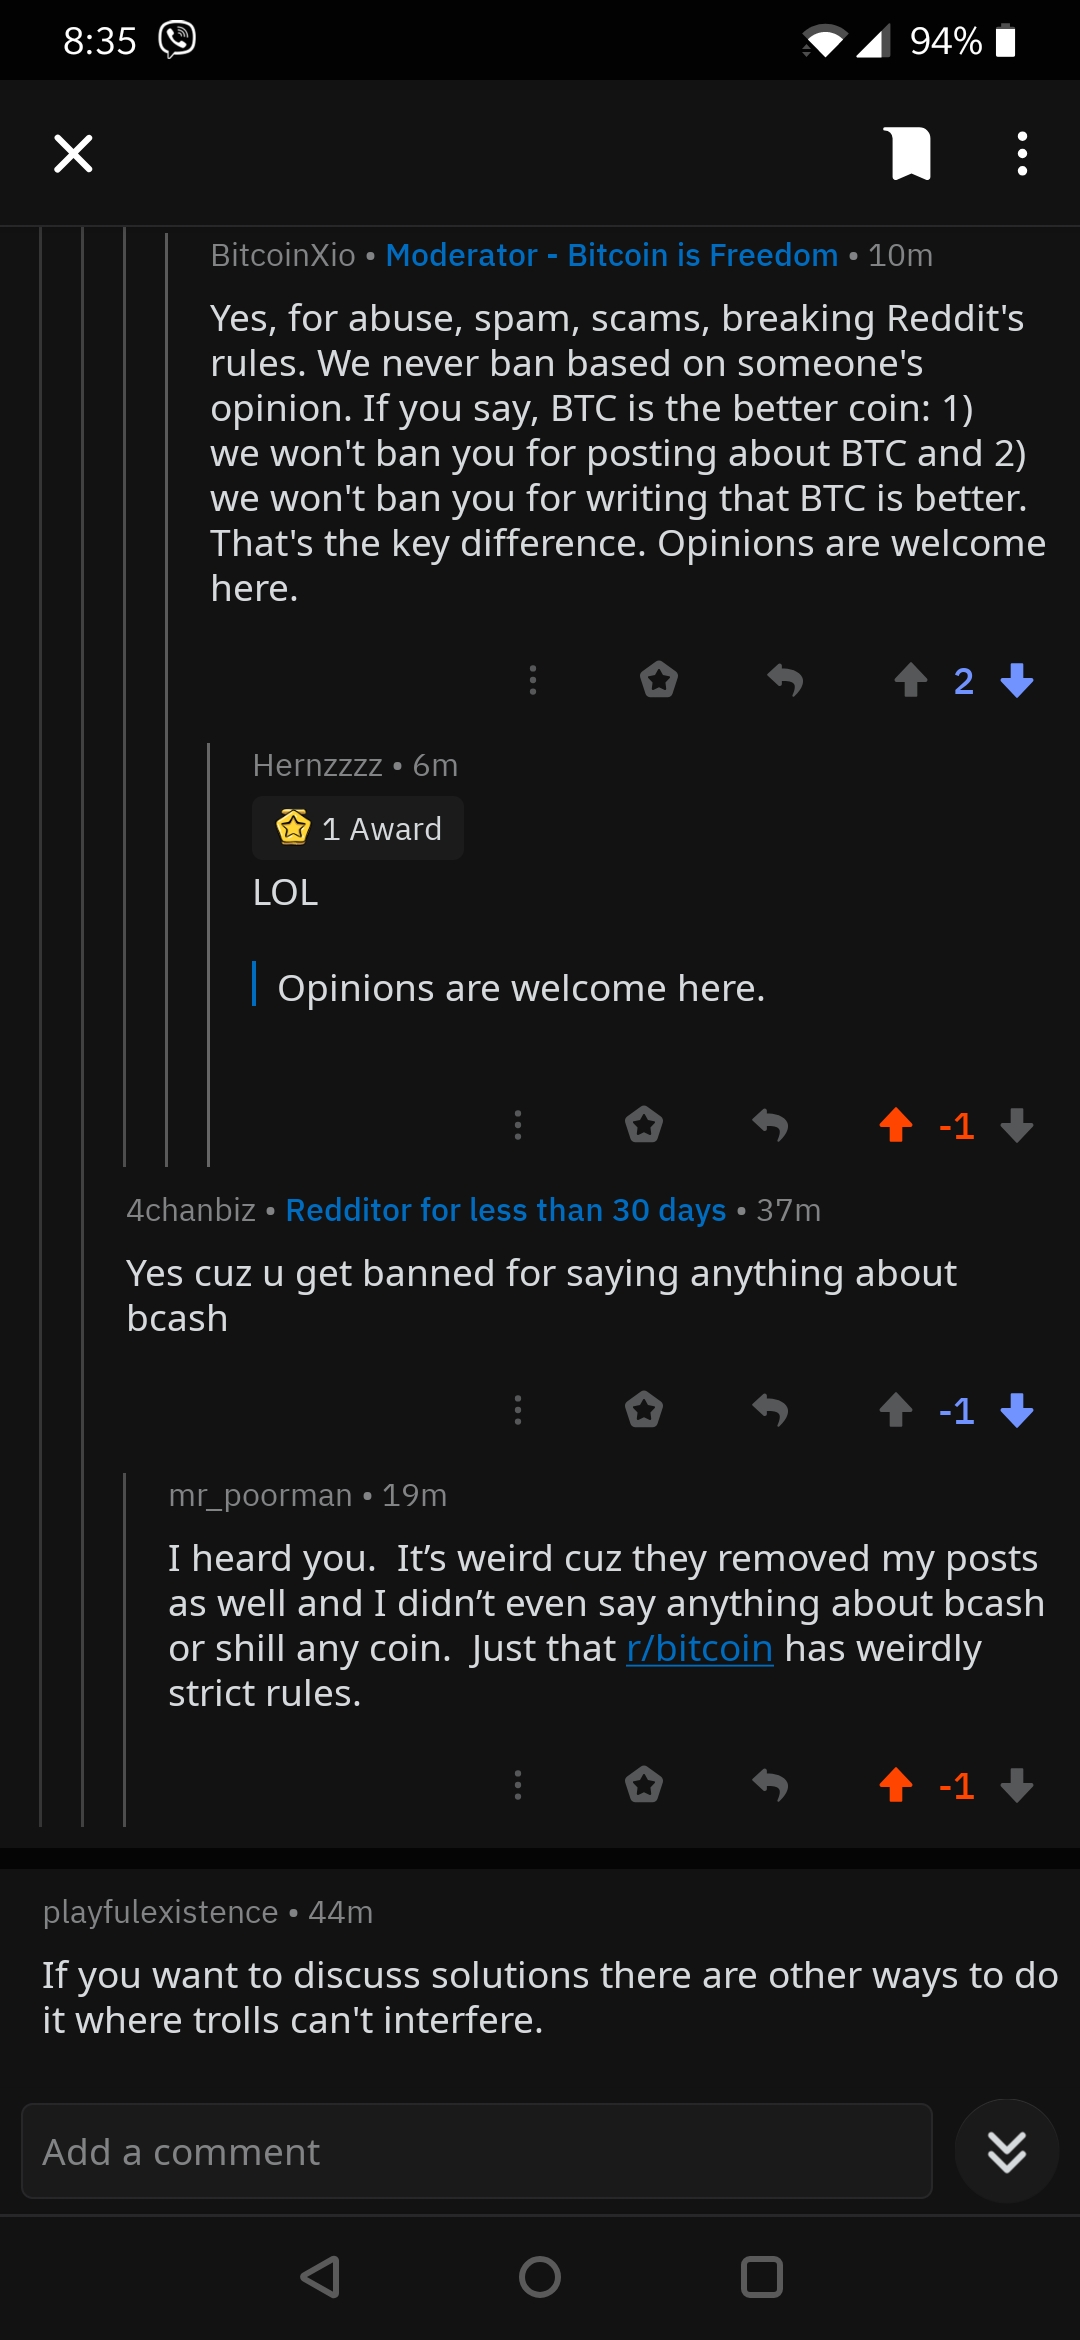 8:35
94%
BitcoinXio • Moderator - Bitcoin is Freedom • 10m
Yes, for abuse, spam, scams, breaking Reddit's
rules. We never ban based on someone's
opinion. If you say, BTC is the better coin: 1)
we won't ban you for posting about BTC and 2)
we won't ban you for writing that BTC is better.
That's the key difference. Opinions are welcome
here.
2
Hernzzzz • 6m
1 Award
LOL
Opinions are welcome here.
-1
4chanbiz • Redditor for less than 30 days • 37m
Yes cuz u get banned for saying anything about
bcash
-1
mr_poorman • 19m
I heard you.  It’s weird cuz they removed my posts
as well and I didn’t even say anything about bcash
or shill any coin.  Just that r/bitcoin has weirdly
strict rules.
-1
playfulexistence • 44m
If you want to discuss solutions there are other ways to do
it where trolls can't interfere.
Add a comment